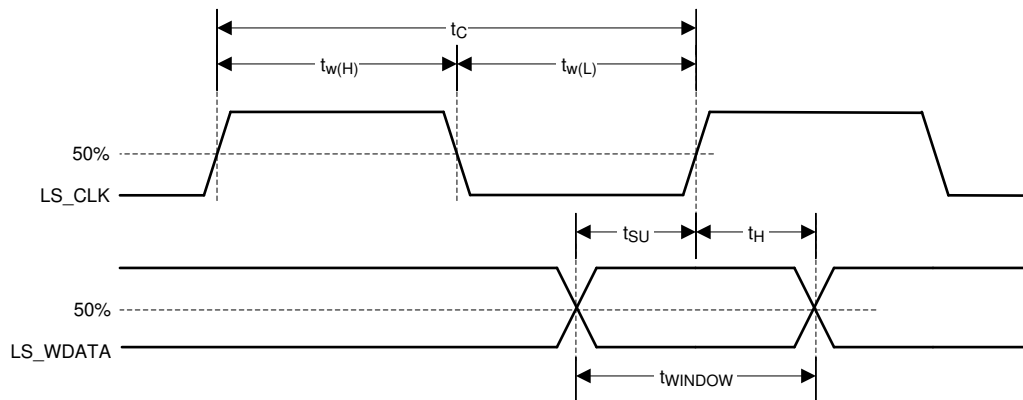 tC
tw(H) tw(L)
50%
LS_CLK
tSU tH
50%
LS_WDATA
tWINDOW